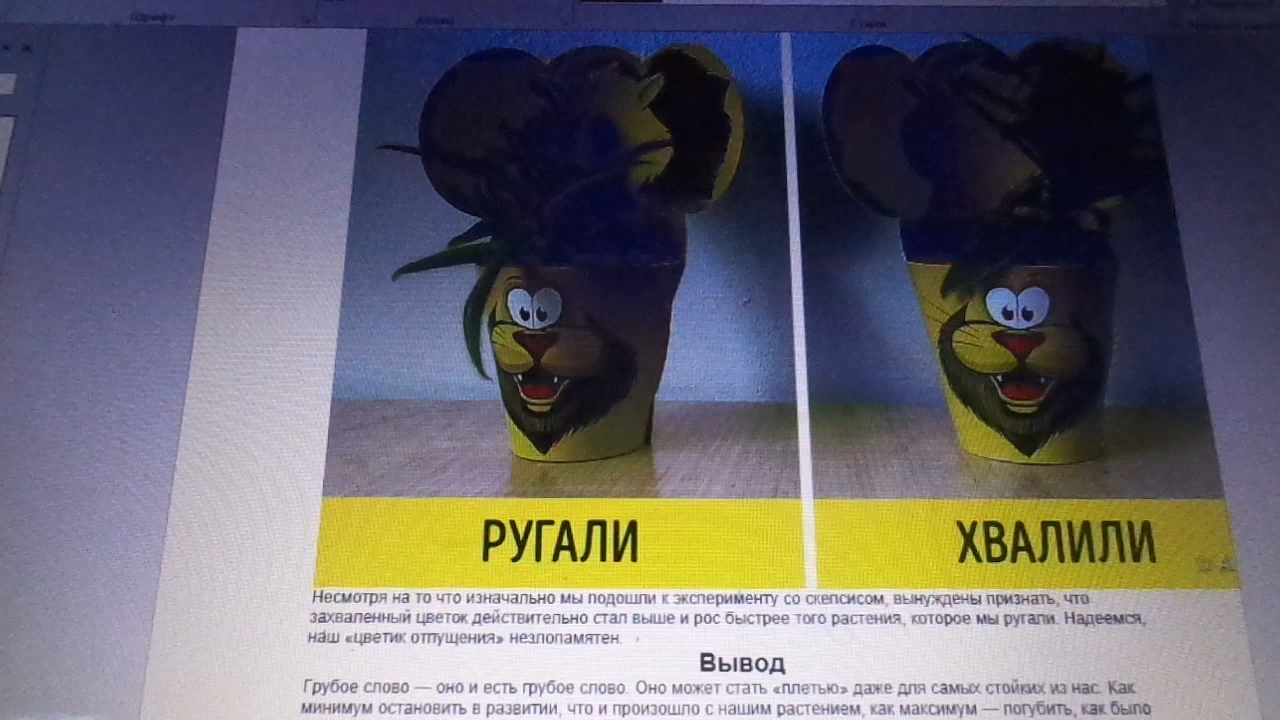 Шрифт
Абзац
Стили
РУГАЛИ
ХВАЛИЛИ
Несмотря на то что изначально мы подошли к эксперименту со скепсисом, вынуждены признать, что
захваленный цветок действительно стал выше и рос быстрее того растения, которое мы ругали. Надеемся,
наш «цветик отпущения» незлопамятен.
Вывод
Грубое слово — оно и есть грубое слово. Оно может стать «плетью» даже для самых стойких из нас. Как
минимум остановить в развитии, что и произошло с нашим растением, как максимум — погубить, как было